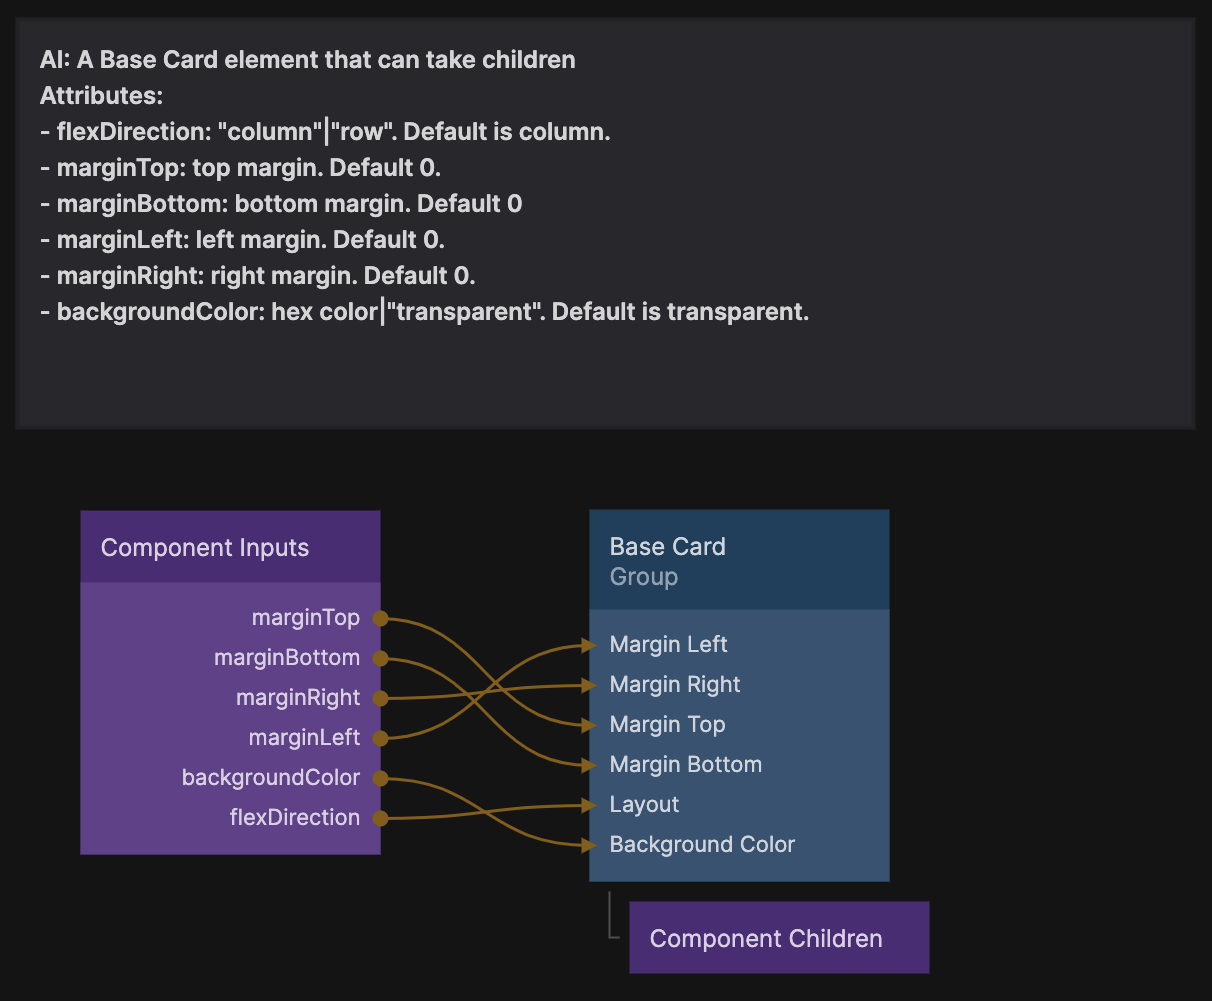 AI: A Base Card element that can take children
Attributes:
- flexDirection: "column"|"row". Default is column.
- marginTop: top margin. Default 0.
- marginBottom: bottom margin. Default 0
- marginLeft: left margin. Default 0.
- marginRight: right margin. Default 0.
- backgroundColor: hex color|"transparent". Default is transparent.
Component Inputs
marginTop
marginBottom
marginRight
marginLeft
backgroundColor
flexDirection
Base Card
Group
Margin Left
Margin Right
Margin Top
Margin Bottom
Layout
Background Color
Component Children